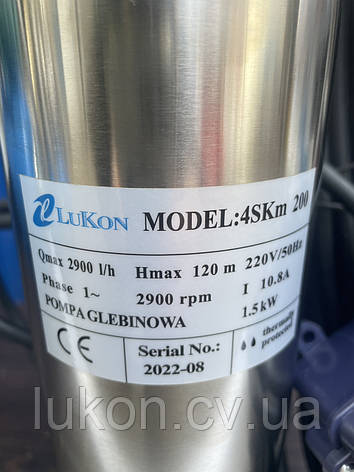 LUKON MODEL:4SKm 200
Qmax 2900 l/h Hmax 120 m 220V/50Hz
Phase 1~ 2900 rpm I 10.8A
POMPA GLEBINOWA 1.5kW
CE Serial No.: thermally
2022-08 protected
lukon.cv.ua